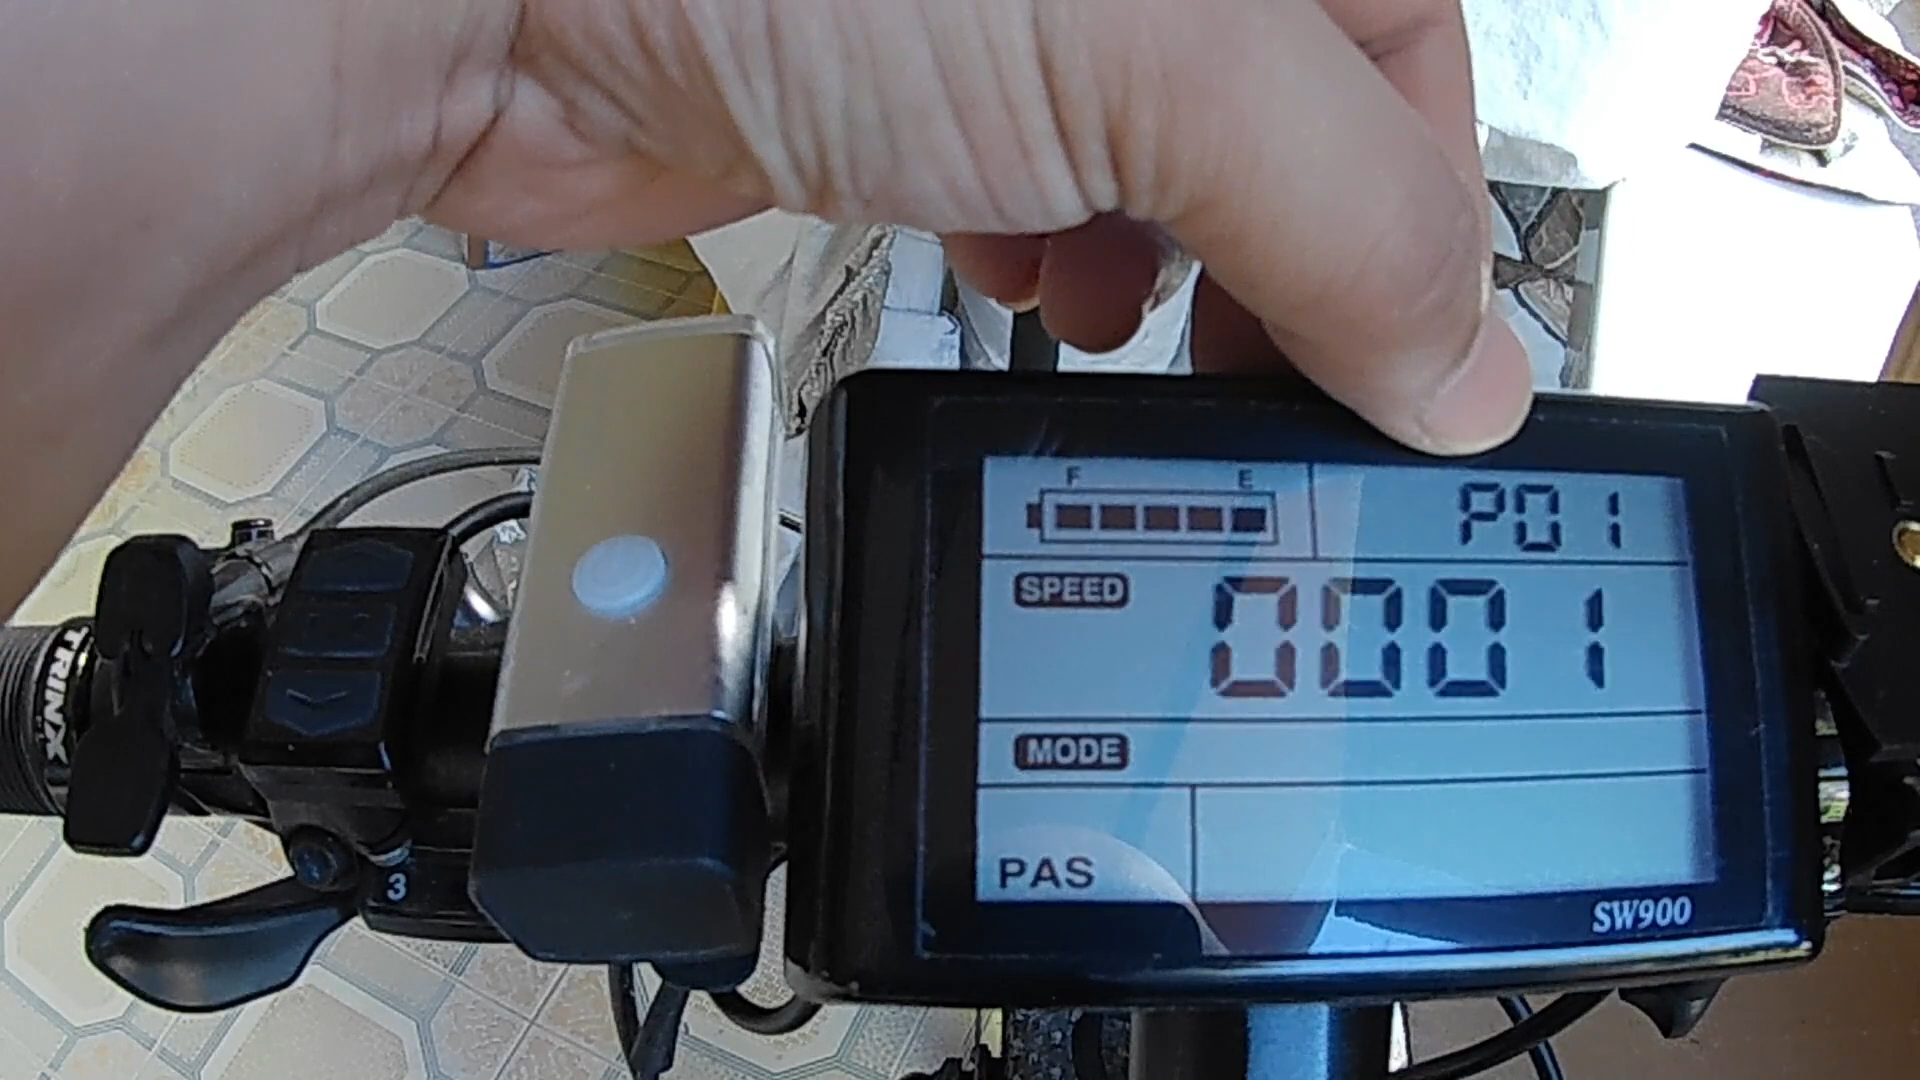 F E
P01
SPEED 0001
MODE
PAS
SW900
TRINX
3